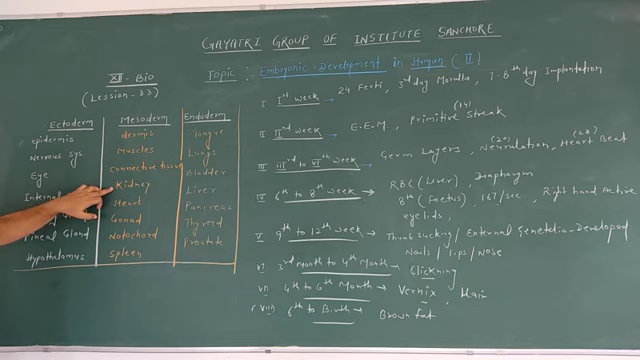 GAYATRI GROUP OF INSTITUTE SANCHORE
XII - Bio
(Lession - 33)
Topic: Embryonic Development in Human (II)
Ectoderm
epidermis
Nervous Sys.
Eye
Internal
Pineal Gland
Hypothalamus
Mesoderm
dermis
Muscles
Connective tissue
Kidney
Heart
Gonad
Notochord
Spleen
Endoderm
Tongue
Lungs
Bladder
Liver
Pancreas
Thyroid
Prostate
I Ist week → 24 Ferti, 3rd day Morulla, 7-8th day Implantation
II IInd week → E.E.M., Primitive Streak (14)
III IIIrd to VIth week → Germ Layers, Neurulation (20), Heart Beat
IV 6th to 8th week → RBC (Liver), Diaphargm
8th (Foetus), 167/sec, Right Hand Active
eyelids,
V 9th to 12th week → Thumb sucking / External Genetelia-Developed
Nails / lips / Nose
VI 3rd Month to 4th Month →
VII 4th to 6th Month → Vernix, Hair
VIII 6th to Birth → Brown fat